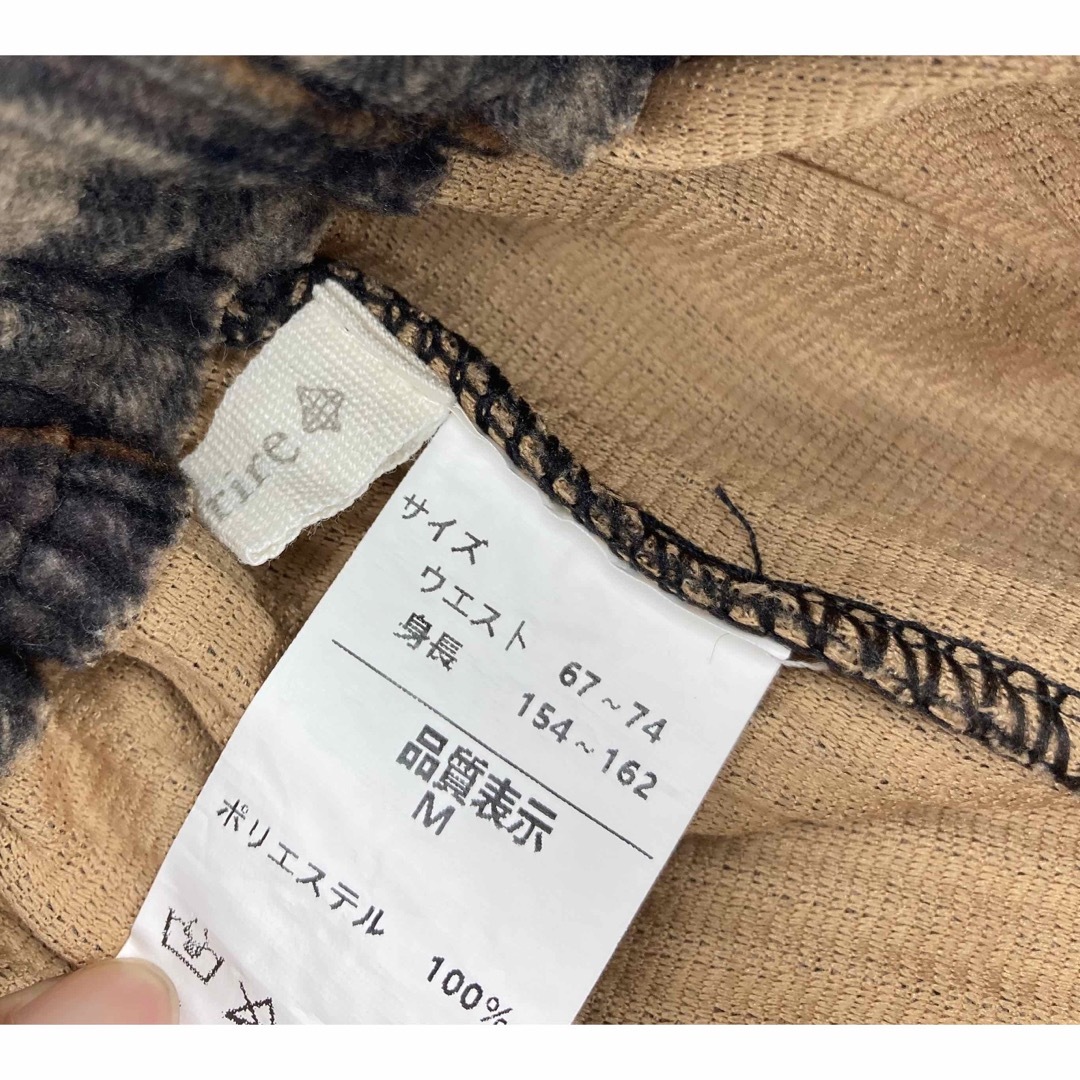 サイズ
ウエスト 67~74
身長 154~162
品質表示
M
ポリエステル 100%